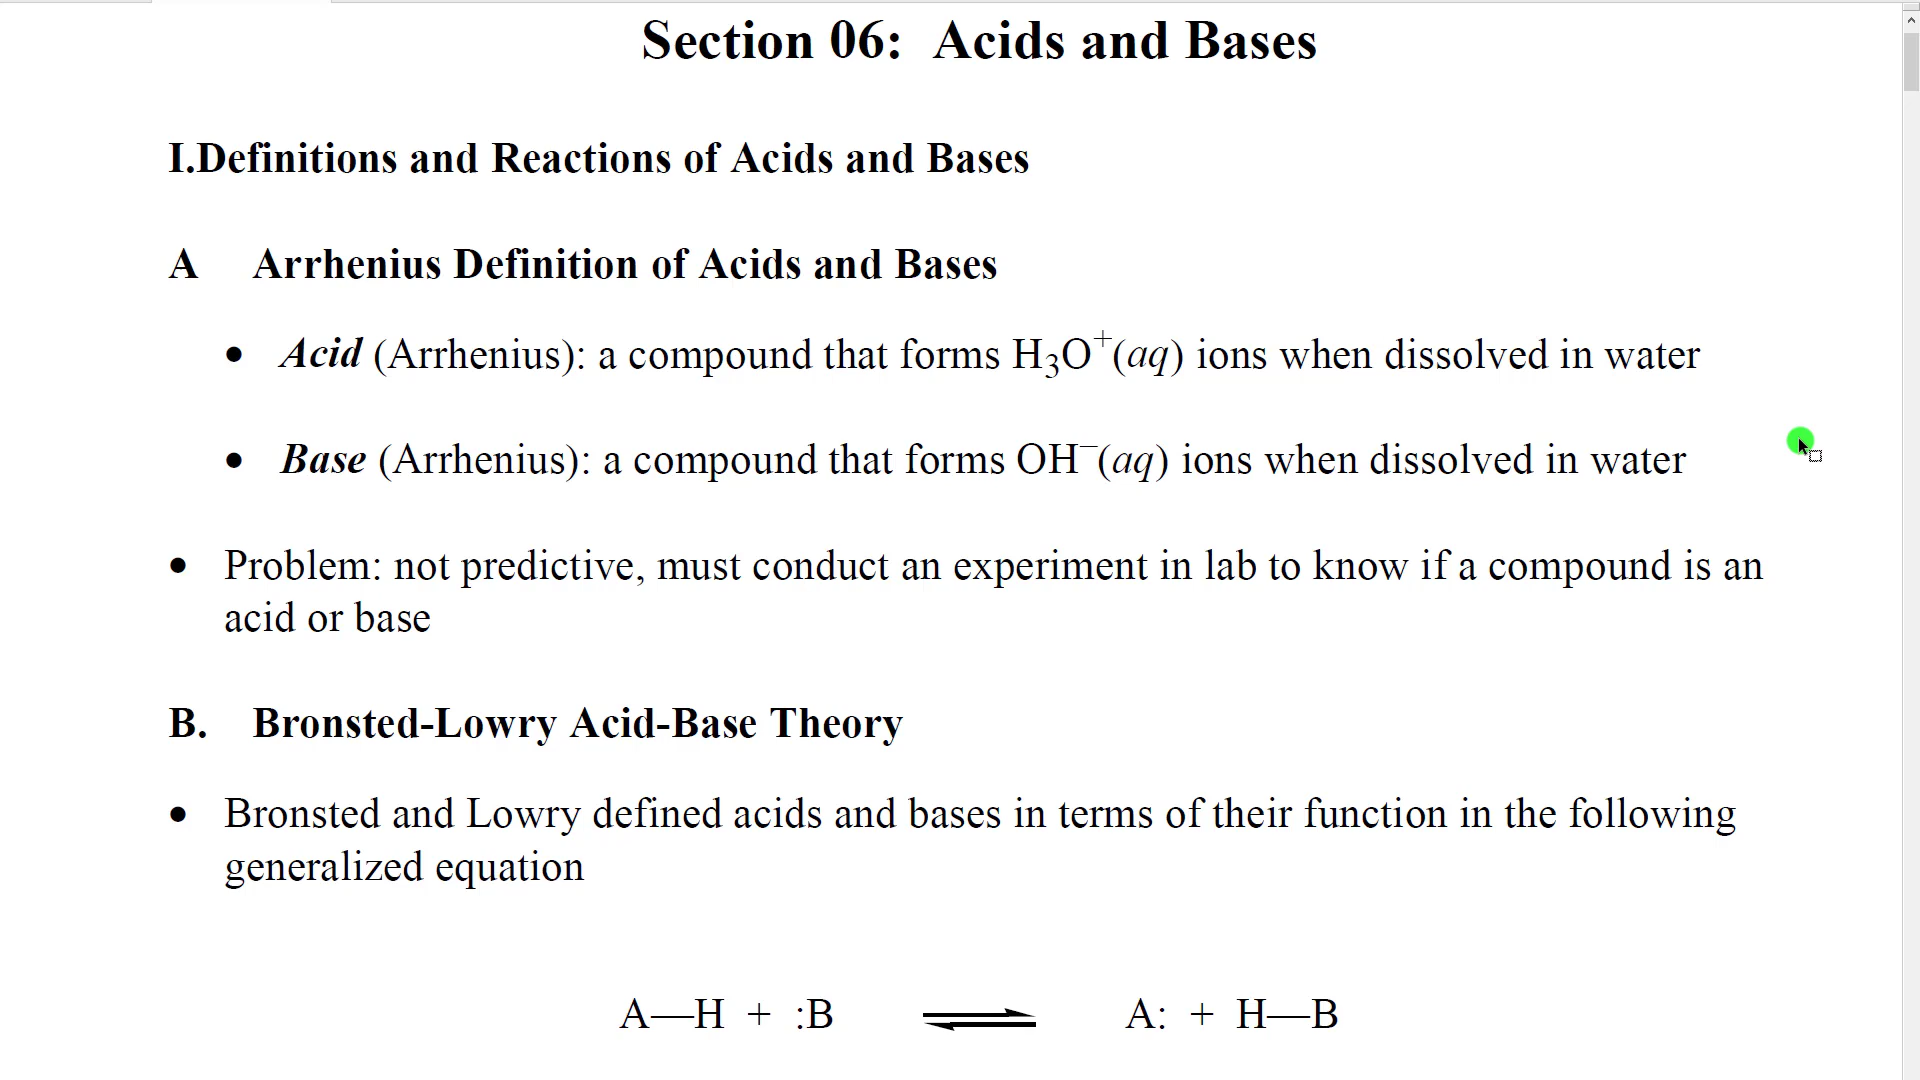 Section 06: Acids and Bases
I.Definitions and Reactions of Acids and Bases
A Arrhenius Definition of Acids and Bases
• Acid (Arrhenius): a compound that forms H₃O⁺(aq) ions when dissolved in water
• Base (Arrhenius): a compound that forms OH⁻(aq) ions when dissolved in water
• Problem: not predictive, must conduct an experiment in lab to know if a compound is an
acid or base
B. Bronsted-Lowry Acid-Base Theory
• Bronsted and Lowry defined acids and bases in terms of their function in the following
generalized equation
A—H + :B ⇌ A: + H—B